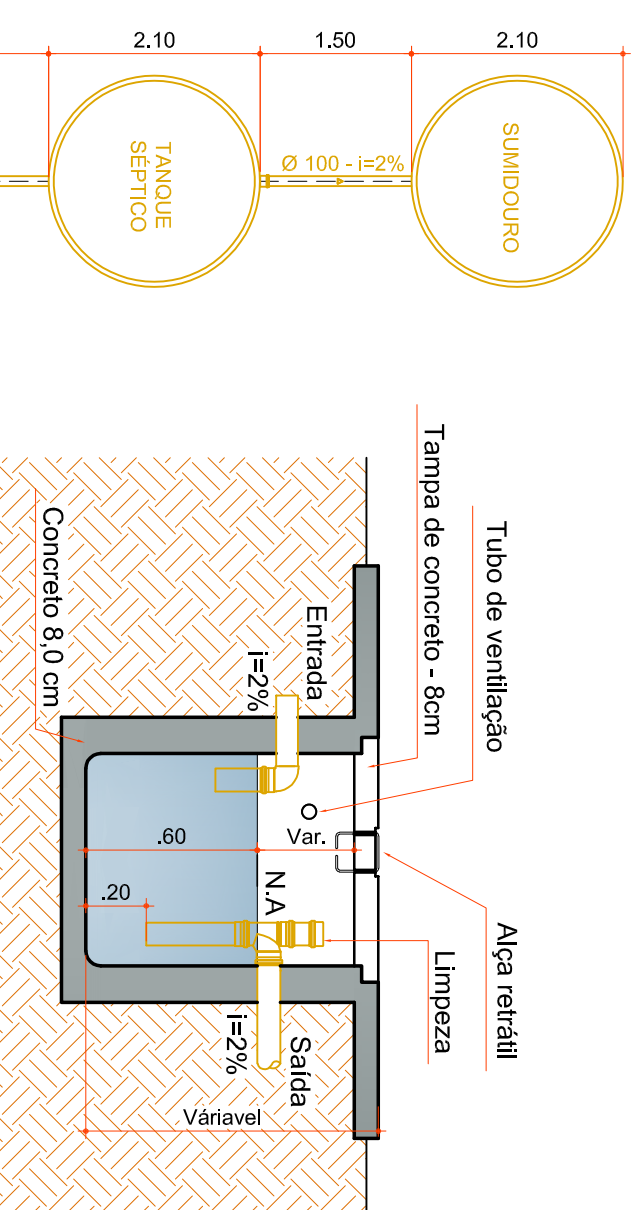 2.10
1.50
2.10
TANQUE
SÉPTICO
Ø 100 - i=2%
SUMIDOURO
Tubo de ventilação
Tampa de concreto - 8cm
Alça retrátil
Limpeza
Entrada
i=2%
Concreto 8,0 cm
.60
Var.
.20
N.A
Saída
i=2%
Váriavel